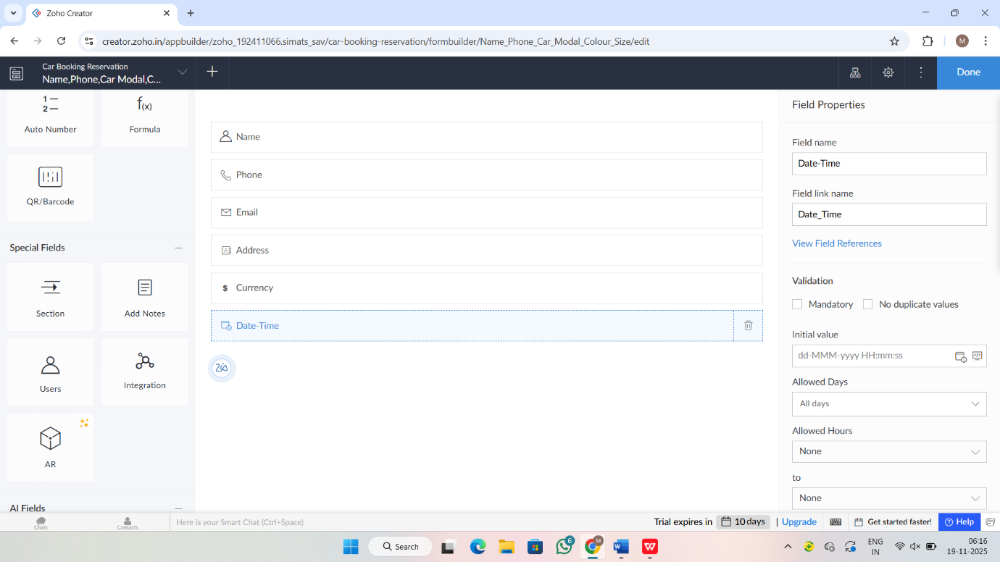 Zoho Creator
creator.zoho.in/appbuilder/zoho_192411066.simats_sav/car-booking-reservation/formbuilder/Name_Phone_Car_Modal_Colour_Size/edit
M
Car Booking Reservation
Name,Phone,Car Modal,C...
Done
Auto Number
f(x)
Formula
QR/Barcode
Special Fields
Section
Add Notes
Users
Integration
AR
AI Fields
Name
Phone
Email
Address
$ Currency
Date-Time
Zia
Field Properties
Field name
Date-Time
Field link name
Date_Time
View Field References
Validation
Mandatory
No duplicate values
Initial value
dd-MMM-yyyy HH:mm:ss
Allowed Days
All days
Allowed Hours
None
to
None
Chats
Contacts
Here is your Smart Chat (Ctrl+Space)
Trial expires in 10 days | Upgrade
Get started faster!
Help
Search
6
M
W
ENG
IN
06:16
19-11-2025